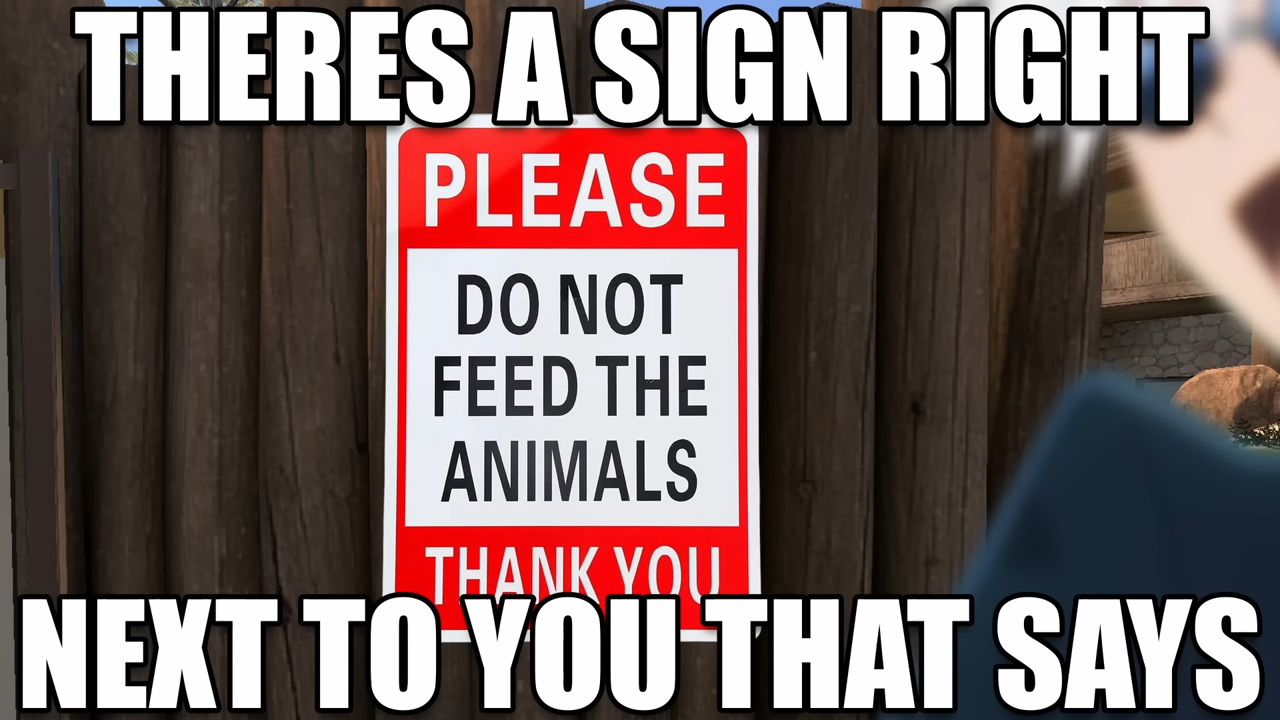 THERES A SIGN RIGHT
PLEASE
DO NOT
FEED THE
ANIMALS
THANK YOU
NEXT TO YOU THAT SAYS